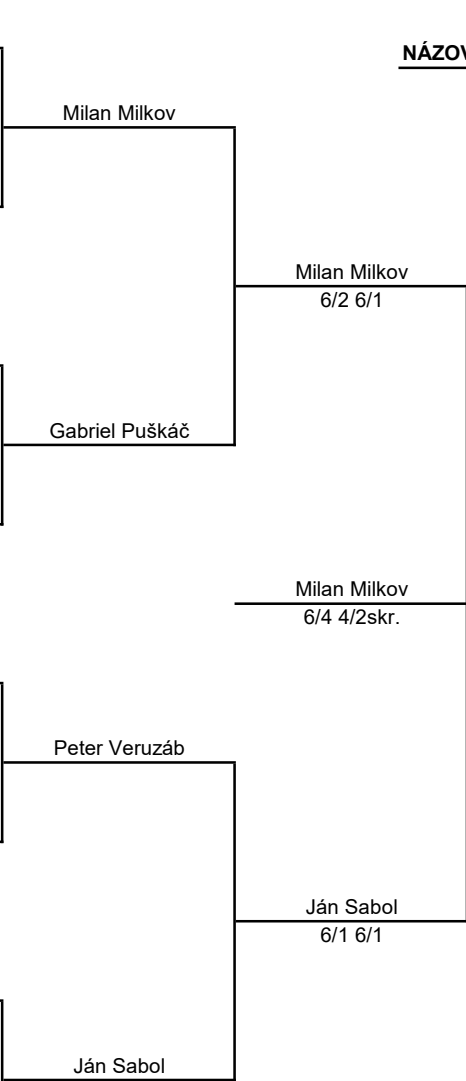 NÁZOV
Milan Milkov
Milan Milkov
6/2 6/1
Gabriel Puškáč
Milan Milkov
6/4 4/2skr.
Peter Veruzáb
Ján Sabol
6/1 6/1
Ján Sabol